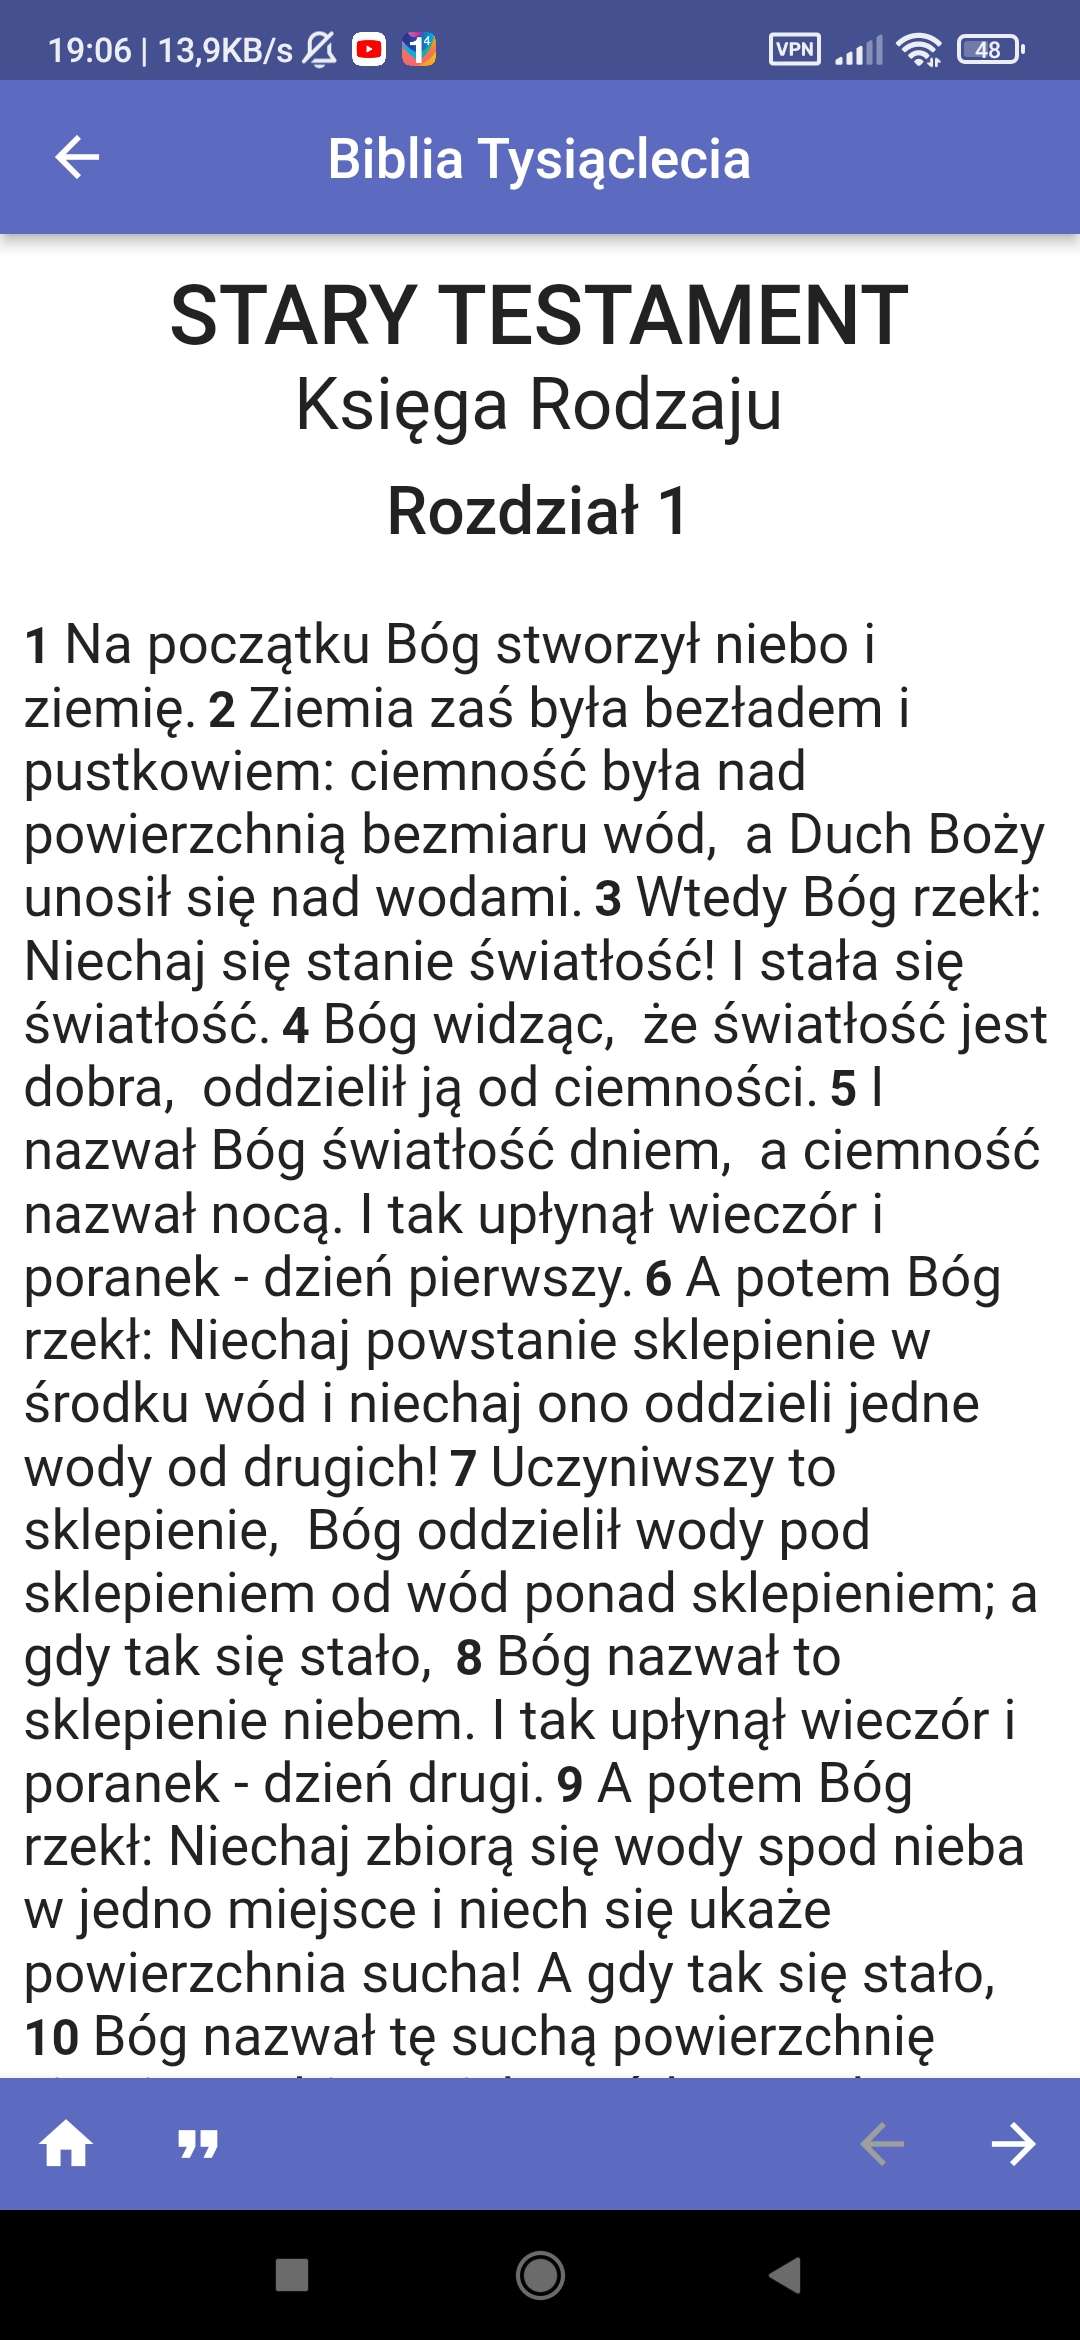 19:06 | 13,9KB/s
VPN
48
Biblia Tysiąclecia
STARY TESTAMENT
Księga Rodzaju
Rozdział 1
1 Na początku Bóg stworzył niebo i
ziemię. 2 Ziemia zaś była bezładem i
pustkowiem: ciemność była nad
powierzchnią bezmiaru wód,  a Duch Boży
unosił się nad wodami. 3 Wtedy Bóg rzekł:
Niechaj się stanie światłość! I stała się
światłość. 4 Bóg widząc,  że światłość jest
dobra,  oddzielił ją od ciemności. 5 I
nazwał Bóg światłość dniem,  a ciemność
nazwał nocą. I tak upłynął wieczór i
poranek - dzień pierwszy. 6 A potem Bóg
rzekł: Niechaj powstanie sklepienie w
środku wód i niechaj ono oddzieli jedne
wody od drugich! 7 Uczyniwszy to
sklepienie,  Bóg oddzielił wody pod
sklepieniem od wód ponad sklepieniem; a
gdy tak się stało,  8 Bóg nazwał to
sklepienie niebem. I tak upłynął wieczór i
poranek - dzień drugi. 9 A potem Bóg
rzekł: Niechaj zbiorą się wody spod nieba
w jedno miejsce i niech się ukaże
powierzchnia sucha! A gdy tak się stało,
10 Bóg nazwał tę suchą powierzchnię